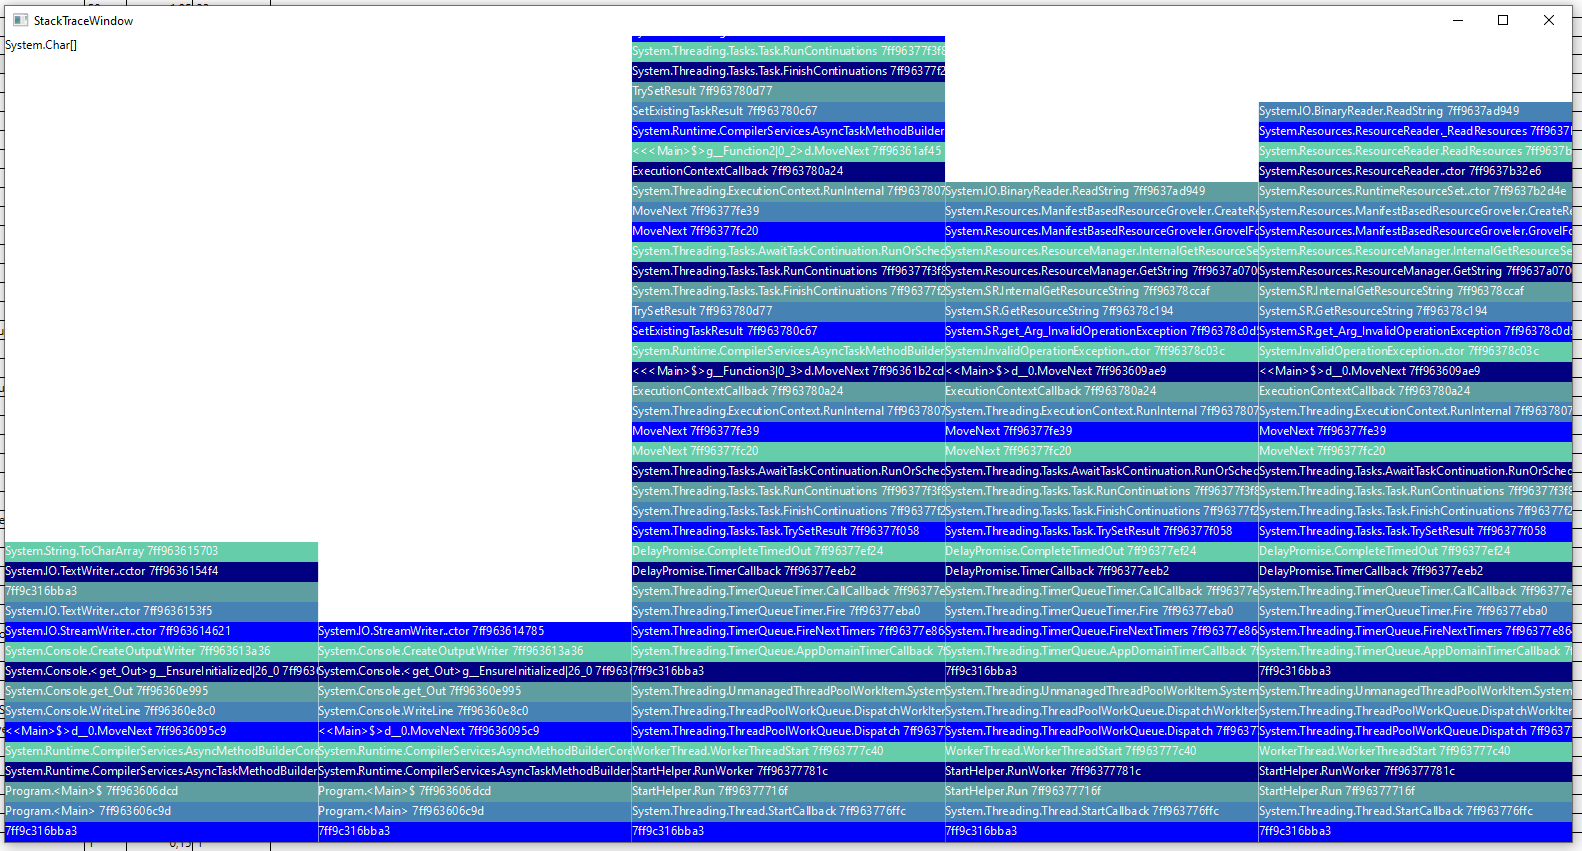 StackTraceWindow
System.Char[]
System.String.ToCharArray 7ff963615703
System.IO.TextWriter..cctor 7ff9636154f4
7ff9c316bba3
System.IO.TextWriter..ctor 7ff9636153f5
System.IO.StreamWriter..ctor 7ff963614621
System.Console.CreateOutputWriter 7ff963613a36
System.Console.<get_Out>g__EnsureInitialized|26_0 7ff963
System.Console.get_Out 7ff96360e995
System.Console.WriteLine 7ff96360e8c0
<<Main>$>d__0.MoveNext 7ff9636095c9
System.Runtime.CompilerServices.AsyncMethodBuilderCore
System.Runtime.CompilerServices.AsyncTaskMethodBuilder
Program.<Main>$ 7ff963606dcd
Program.<Main> 7ff963606c9d
7ff9c316bba3
System.IO.StreamWriter..ctor 7ff963614785
System.Console.CreateOutputWriter 7ff963613a36
System.Console.<get_Out>g__EnsureInitialized|26_0 7ff963
System.Console.get_Out 7ff96360e995
System.Console.WriteLine 7ff96360e8c0
<<Main>$>d__0.MoveNext 7ff9636095c9
System.Runtime.CompilerServices.AsyncMethodBuilderCore
System.Runtime.CompilerServices.AsyncTaskMethodBuilder
Program.<Main>$ 7ff963606dcd
Program.<Main> 7ff963606c9d
7ff9c316bba3
System.Threading.Tasks.Task.RunContinuations 7ff96377f3f8
System.Threading.Tasks.Task.FinishContinuations 7ff96377f2
TrySetResult 7ff963780d77
SetExistingTaskResult 7ff963780c67
System.Runtime.CompilerServices.AsyncTaskMethodBuilder
<<<Main>$>g__Function2|0_2>d.MoveNext 7ff96361af45
ExecutionContextCallback 7ff963780a24
System.Threading.ExecutionContext.RunInternal 7ff9637807
MoveNext 7ff96377fe39
MoveNext 7ff96377fc20
System.Threading.Tasks.AwaitTaskContinuation.RunOrSched
System.Threading.Tasks.Task.RunContinuations 7ff96377f3f8
System.Threading.Tasks.Task.FinishContinuations 7ff96377f2
TrySetResult 7ff963780d77
SetExistingTaskResult 7ff963780c67
System.Runtime.CompilerServices.AsyncTaskMethodBuilder
<<<Main>$>g__Function3|0_3>d.MoveNext 7ff96361b2cd
ExecutionContextCallback 7ff963780a24
System.Threading.ExecutionContext.RunInternal 7ff9637807
MoveNext 7ff96377fe39
MoveNext 7ff96377fc20
System.Threading.Tasks.AwaitTaskContinuation.RunOrSched
System.Threading.Tasks.Task.RunContinuations 7ff96377f3f8
System.Threading.Tasks.Task.FinishContinuations 7ff96377f2
System.Threading.Tasks.Task.TrySetResult 7ff96377f058
DelayPromise.CompleteTimedOut 7ff96377ef24
DelayPromise.TimerCallback 7ff96377eeb2
System.Threading.TimerQueueTimer.CallCallback 7ff96377e
System.Threading.TimerQueueTimer.Fire 7ff96377eba0
System.Threading.TimerQueue.FireNextTimers 7ff96377e86
System.Threading.TimerQueue.AppDomainTimerCallback 7f
7ff9c316bba3
System.Threading.UnmanagedThreadPoolWorkItem.System
System.Threading.ThreadPoolWorkQueue.DispatchWorkIter
System.Threading.ThreadPoolWorkQueue.Dispatch 7ff96377
WorkerThread.WorkerThreadStart 7ff963777c40
StartHelper.RunWorker 7ff96377781c
StartHelper.Run 7ff96377716f
System.Threading.Thread.StartCallback 7ff963776ffc
7ff9c316bba3
System.IO.BinaryReader.ReadString 7ff9637ad949
System.Resources.ManifestBasedResourceGroveler.CreateRe
System.Resources.ManifestBasedResourceGroveler.GrovelFo
System.Resources.ResourceManager.InternalGetResourceSe
System.Resources.ResourceManager.GetString 7ff9637a070
System.SR.InternalGetResourceString 7ff96378ccaf
System.SR.GetResourceString 7ff96378c194
System.SR.get_Arg_InvalidOperationException 7ff96378c0d
System.InvalidOperationException..ctor 7ff96378c03c
<<Main>$>d__0.MoveNext 7ff963609ae9
ExecutionContextCallback 7ff963780a24
System.Threading.ExecutionContext.RunInternal 7ff9637807
MoveNext 7ff96377fe39
MoveNext 7ff96377fc20
System.Threading.Tasks.AwaitTaskContinuation.RunOrSched
System.Threading.Tasks.Task.RunContinuations 7ff96377f3f8
System.Threading.Tasks.Task.FinishContinuations 7ff96377f2
System.Threading.Tasks.Task.TrySetResult 7ff96377f058
DelayPromise.CompleteTimedOut 7ff96377ef24
DelayPromise.TimerCallback 7ff96377eeb2
System.Threading.TimerQueueTimer.CallCallback 7ff96377e
System.Threading.TimerQueueTimer.Fire 7ff96377eba0
System.Threading.TimerQueue.FireNextTimers 7ff96377e86
System.Threading.TimerQueue.AppDomainTimerCallback 7f
7ff9c316bba3
System.Threading.UnmanagedThreadPoolWorkItem.System
System.Threading.ThreadPoolWorkQueue.DispatchWorkIter
System.Threading.ThreadPoolWorkQueue.Dispatch 7ff96377
WorkerThread.WorkerThreadStart 7ff963777c40
StartHelper.RunWorker 7ff96377781c
StartHelper.Run 7ff96377716f
System.Threading.Thread.StartCallback 7ff963776ffc
7ff9c316bba3
System.IO.BinaryReader.ReadString 7ff9637ad949
System.Resources.ResourceReader._ReadResources 7ff9637
System.Resources.ResourceReader.ReadResources 7ff9637b
System.Resources.ResourceReader..ctor 7ff9637b32e6
System.Resources.RuntimeResourceSet..ctor 7ff9637b2d4e
System.Resources.ManifestBasedResourceGroveler.CreateRe
System.Resources.ManifestBasedResourceGroveler.GrovelFo
System.Resources.ResourceManager.InternalGetResourceSe
System.Resources.ResourceManager.GetString 7ff9637a070
System.SR.InternalGetResourceString 7ff96378ccaf
System.SR.GetResourceString 7ff96378c194
System.SR.get_Arg_InvalidOperationException 7ff96378c0d
System.InvalidOperationException..ctor 7ff96378c03c
<<Main>$>d__0.MoveNext 7ff963609ae9
ExecutionContextCallback 7ff963780a24
System.Threading.ExecutionContext.RunInternal 7ff9637807
MoveNext 7ff96377fe39
MoveNext 7ff96377fc20
System.Threading.Tasks.AwaitTaskContinuation.RunOrSched
System.Threading.Tasks.Task.RunContinuations 7ff96377f3f8
System.Threading.Tasks.Task.FinishContinuations 7ff96377f2
System.Threading.Tasks.Task.TrySetResult 7ff96377f058
DelayPromise.CompleteTimedOut 7ff96377ef24
DelayPromise.TimerCallback 7ff96377eeb2
System.Threading.TimerQueueTimer.CallCallback 7ff96377e
System.Threading.TimerQueueTimer.Fire 7ff96377eba0
System.Threading.TimerQueue.FireNextTimers 7ff96377e86
System.Threading.TimerQueue.AppDomainTimerCallback 7f
7ff9c316bba3
System.Threading.UnmanagedThreadPoolWorkItem.System
System.Threading.ThreadPoolWorkQueue.DispatchWorkIter
System.Threading.ThreadPoolWorkQueue.Dispatch 7ff96377
WorkerThread.WorkerThreadStart 7ff963777c40
StartHelper.RunWorker 7ff96377781c
StartHelper.Run 7ff96377716f
System.Threading.Thread.StartCallback 7ff963776ffc
7ff9c316bba3